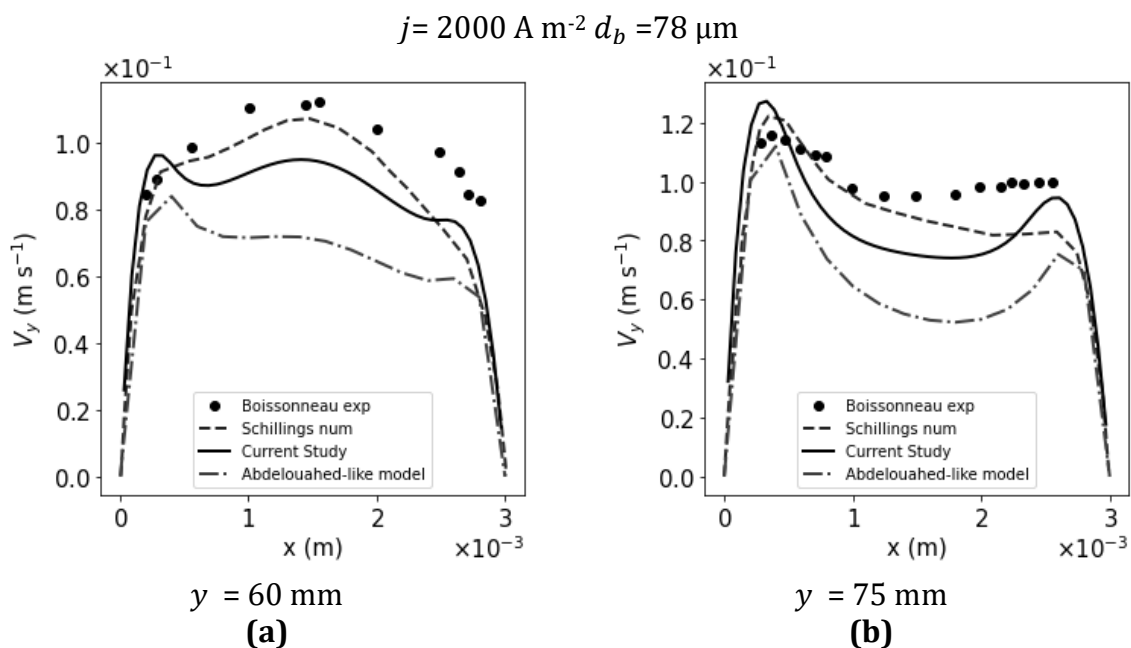 j= 2000 A m-2 d_b =78 µm
×10⁻¹
1.0
0.8
0.6
0.4
0.2
0.0
V_y (m s⁻¹)
Boissonneau exp
Schillings num
Current Study
Abdelouahed-like model
0 1 2 3
x (m) ×10⁻³
y = 60 mm
(a)
×10⁻¹
1.2
1.0
0.8
0.6
0.4
0.2
0.0
V_y (m s⁻¹)
Boissonneau exp
Schillings num
Current Study
Abdelouahed-like model
0 1 2 3
x (m) ×10⁻³
y = 75 mm
(b)